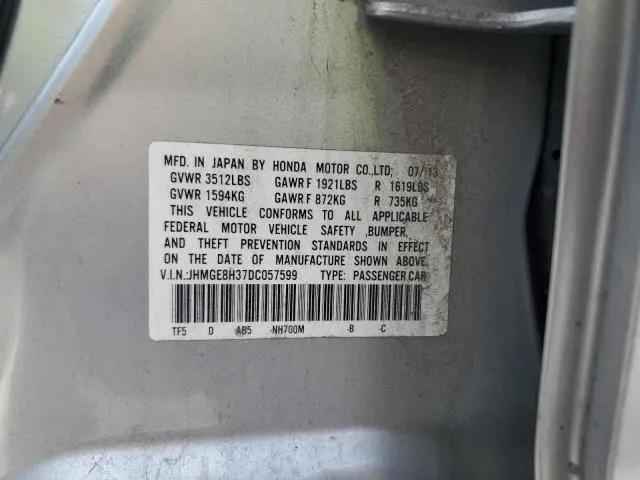 MFD. IN JAPAN BY HONDA MOTOR CO.,LTD; 07/13
GVWR 3512LBS GAWR F 1921LBS R 1619LBS
GVWR 1594KG GAWR F 872KG R 735KG
THIS VEHICLE CONFORMS TO ALL APPLICABLE
FEDERAL MOTOR VEHICLE SAFETY ,BUMPER,
AND THEFT PREVENTION STANDARDS IN EFFECT
ON THE DATE OF MANUFACTURE SHOWN ABOVE.
V.I.N.:JHMGE8H37DC057599 TYPE: PASSENGER CAR
TF5 D AB5 -NH700M -B -C